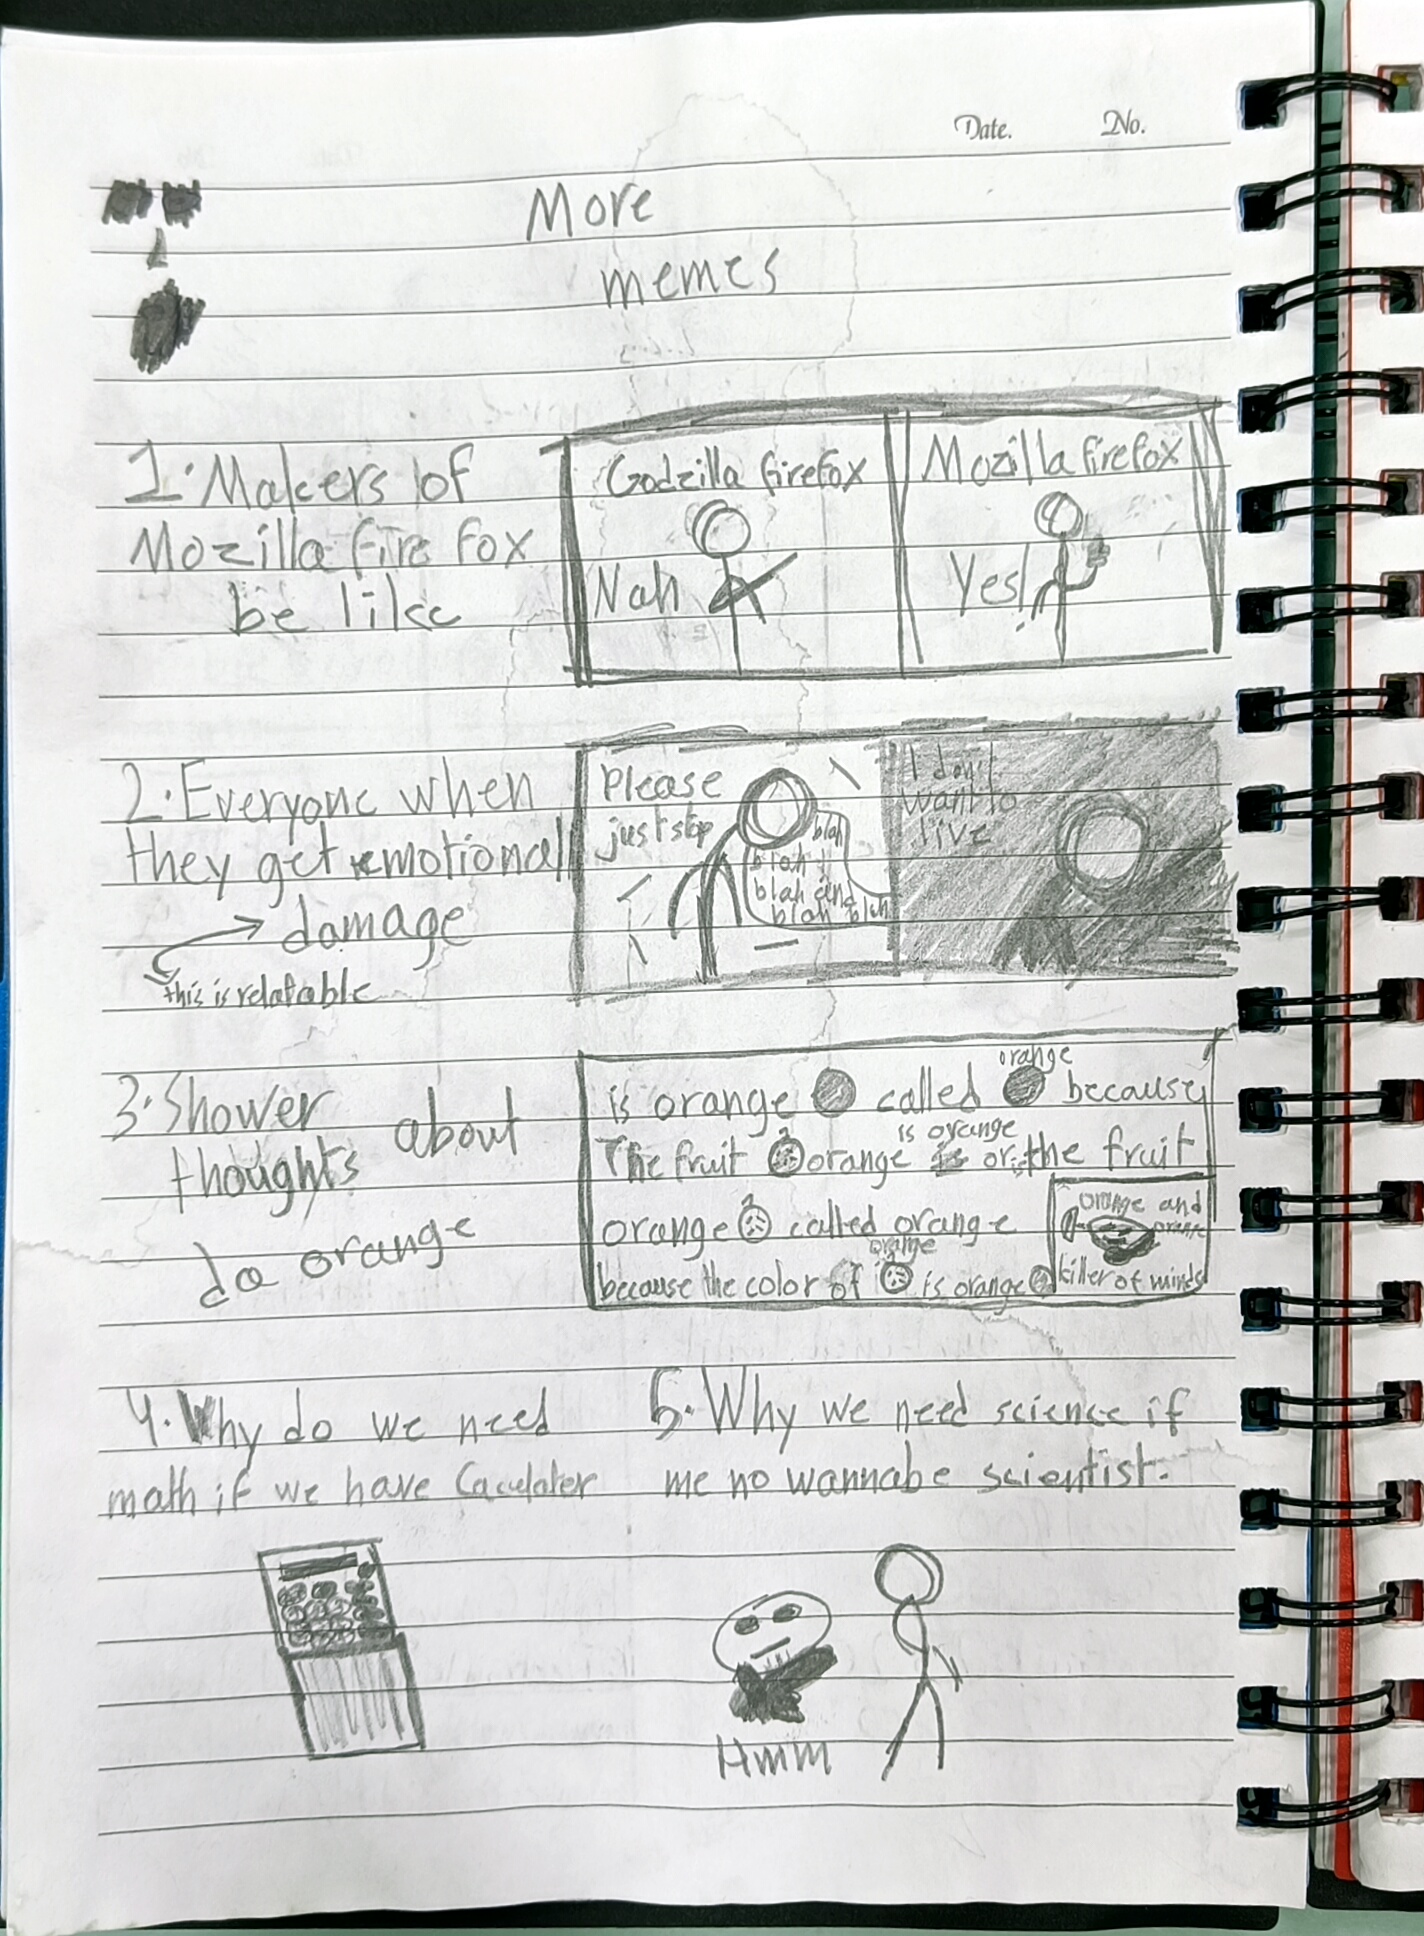 Date. No.
More
memes
1. Makers of
Mozilla fire fox
be like
Godzilla firefox
Nah
Mozilla firefox
Yes!
2. Everyone when
they get emotional
damage
this is relatable
Please
just stop
blah
blah
blah and
blah blah
I don't
want to
live
3. Shower
thoughts about
do orange
orange
is orange called because
is orange
The fruit orange is or the fruit
orange called orange
orange
because the color of is orange
orange and
orange
killer of minds
4. Why do we need
math if we have Caculater
5. Why we need science if
me no wannabe scientist.
Hmm